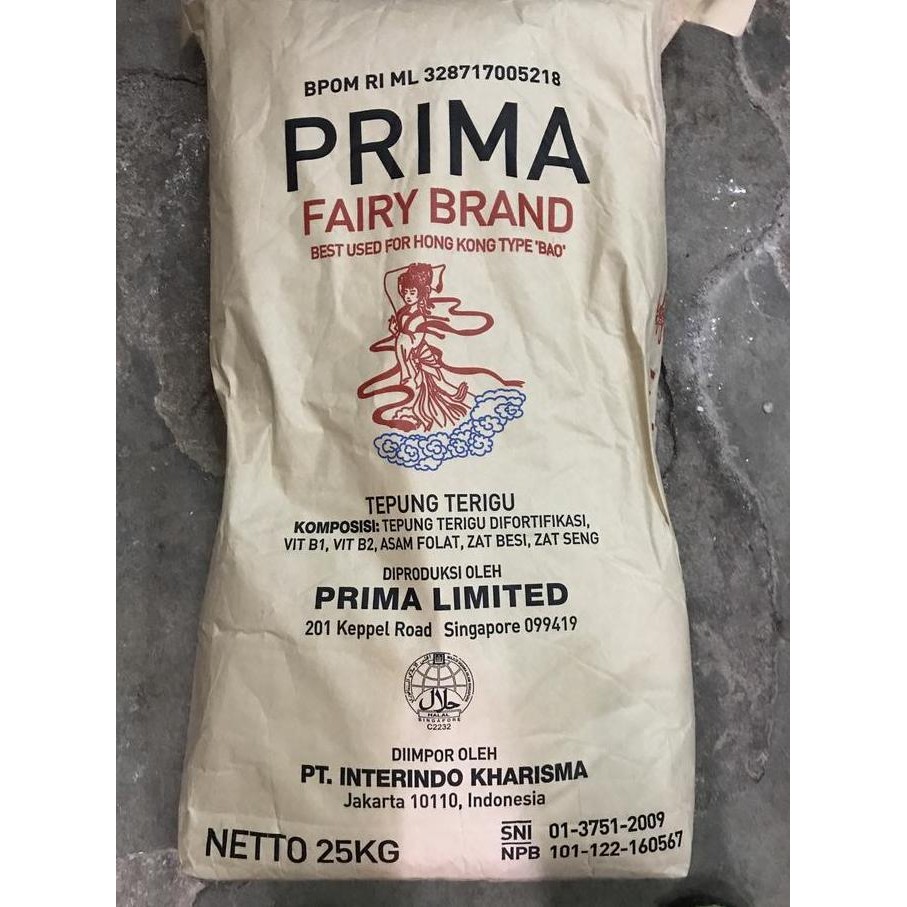 BPOM RI ML 328717005218
PRIMA
FAIRY BRAND
BEST USED FOR HONG KONG TYPE 'BAO'
TEPUNG TERIGU
KOMPOSISI: TEPUNG TERIGU DIFORTIFIKASI,
VIT B1, VIT B2, ASAM FOLAT, ZAT BESI, ZAT SENG
DIPRODUKSI OLEH
PRIMA LIMITED
201 Keppel Road Singapore 099419
حلال
HALAL
SINGAPORE
C2232
DIIMPOR OLEH
PT. INTERINDO KHARISMA
Jakarta 10110, Indonesia
NETTO 25KG
SNI 01-3751-2009
NPB 101-122-160567